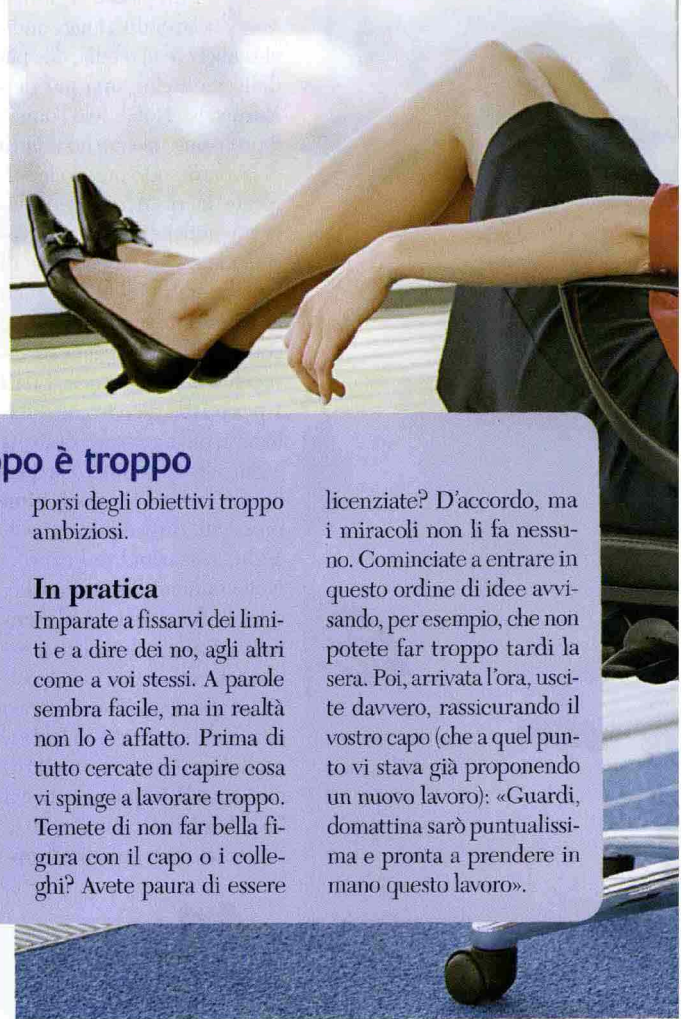 po è troppo
porsi degli obiettivi troppo
ambiziosi.
In pratica
Imparate a fissarvi dei limi-
ti e a dire dei no, agli altri
come a voi stessi. A parole
sembra facile, ma in realtà
non lo è affatto. Prima di
tutto cercate di capire cosa
vi spinge a lavorare troppo.
Temete di non far bella fi-
gura con il capo o i colle-
ghi? Avete paura di essere
licenziate? D'accordo, ma
i miracoli non li fa nessu-
no. Cominciate a entrare in
questo ordine di idee avvi-
sando, per esempio, che non
potete far troppo tardi la
sera. Poi, arrivata l'ora, usci-
te davvero, rassicurando il
vostro capo (che a quel pun-
to vi stava già proponendo
un nuovo lavoro): «Guardi,
domattina sarò puntualissi-
ma e pronta a prendere in
mano questo lavoro».